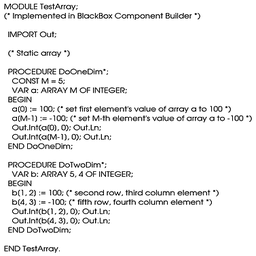 MODULE TestArray;
(* Implemented in BlackBox Component Builder *)
IMPORT Out;
(* Static array *)
PROCEDURE DoOneDim*;
CONST M = 5;
VAR a: ARRAY M OF INTEGER;
BEGIN
a(0) := 100; (* set first element's value of array a to 100 *)
a(M-1) := -100; (* set M-th element's value of array a to -100 *)
Out.Int(a(0), 0); Out.Ln;
Out.Int(a(M-1), 0); Out.Ln;
END DoOneDim;
PROCEDURE DoTwoDim*;
VAR b: ARRAY 5, 4 OF INTEGER;
BEGIN
b(1, 2) := 100; (* second row, third column element *)
b(4, 3) := -100; (* fifth row, fourth column element *)
Out.Int(b(1, 2), 0); Out.Ln;
Out.Int(b(4, 3), 0); Out.Ln;
END DoTwoDim;
END TestArray.